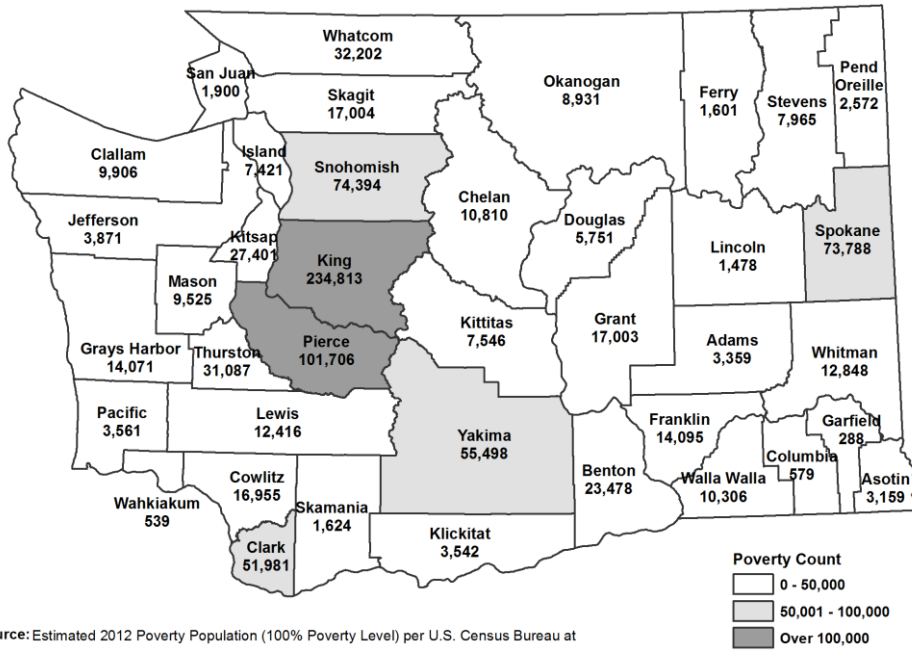 Whatcom
32,202
San Juan
1,900
Skagit
17,004
Okanogan
8,931
Ferry
1,601
Stevens
7,965
Pend
Oreille
2,572
Clallam
9,906
Island
7,421
Snohomish
74,394
Chelan
10,810
Douglas
5,751
Jefferson
3,871
Kitsap
27,401
King
234,813
Lincoln
1,478
Spokane
73,788
Mason
9,525
Kittitas
7,546
Grant
17,003
Grays Harbor
14,071
Thurston
31,087
Pierce
101,706
Adams
3,359
Whitman
12,848
Pacific
3,561
Lewis
12,416
Yakima
55,498
Franklin
14,095
Garfield
288
Benton
23,478
Walla Walla
10,306
Columbia
579
Asotin
3,159
Wahkiakum
539
Cowlitz
16,955
Skamania
1,624
Klickitat
3,542
Clark
51,981
Poverty Count
0 - 50,000
50,001 - 100,000
Over 100,000
urce: Estimated 2012 Poverty Population (100% Poverty Level) per U.S. Census Bureau at